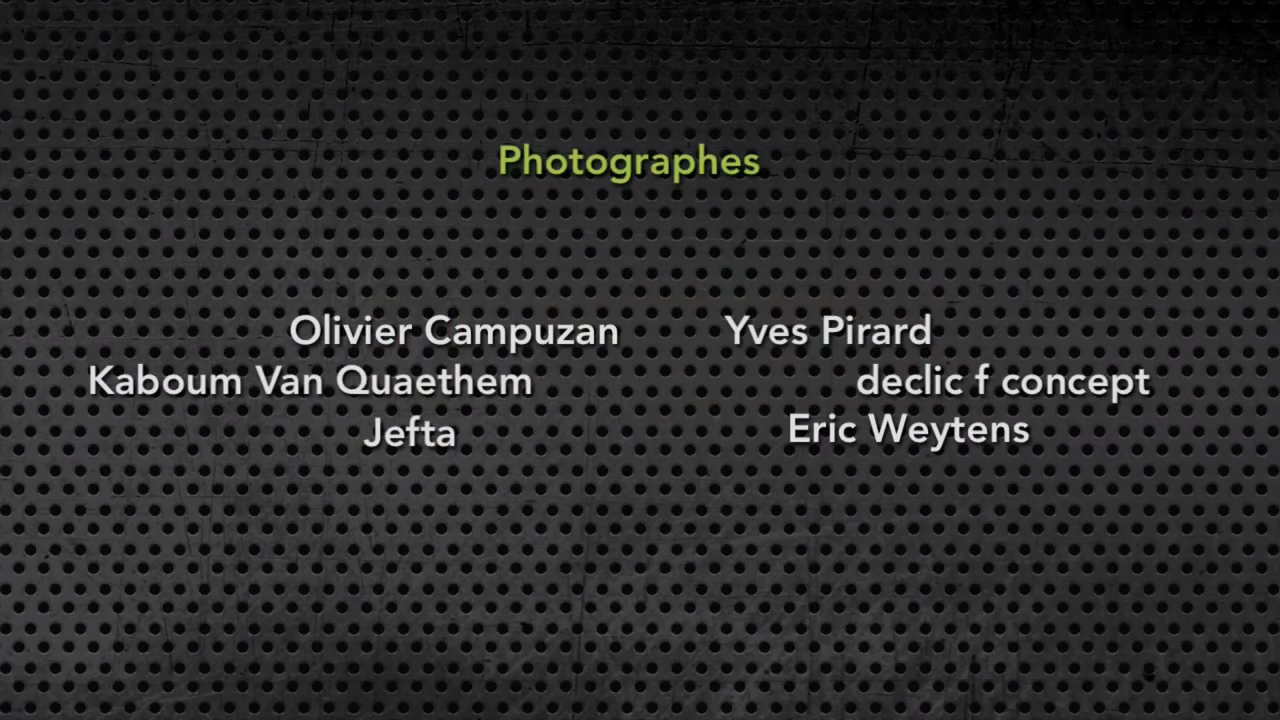 Photographes
Olivier Campuzan
Yves Pirard
Kaboum Van Quaethem
declic f concept
Jefta
Eric Weytens